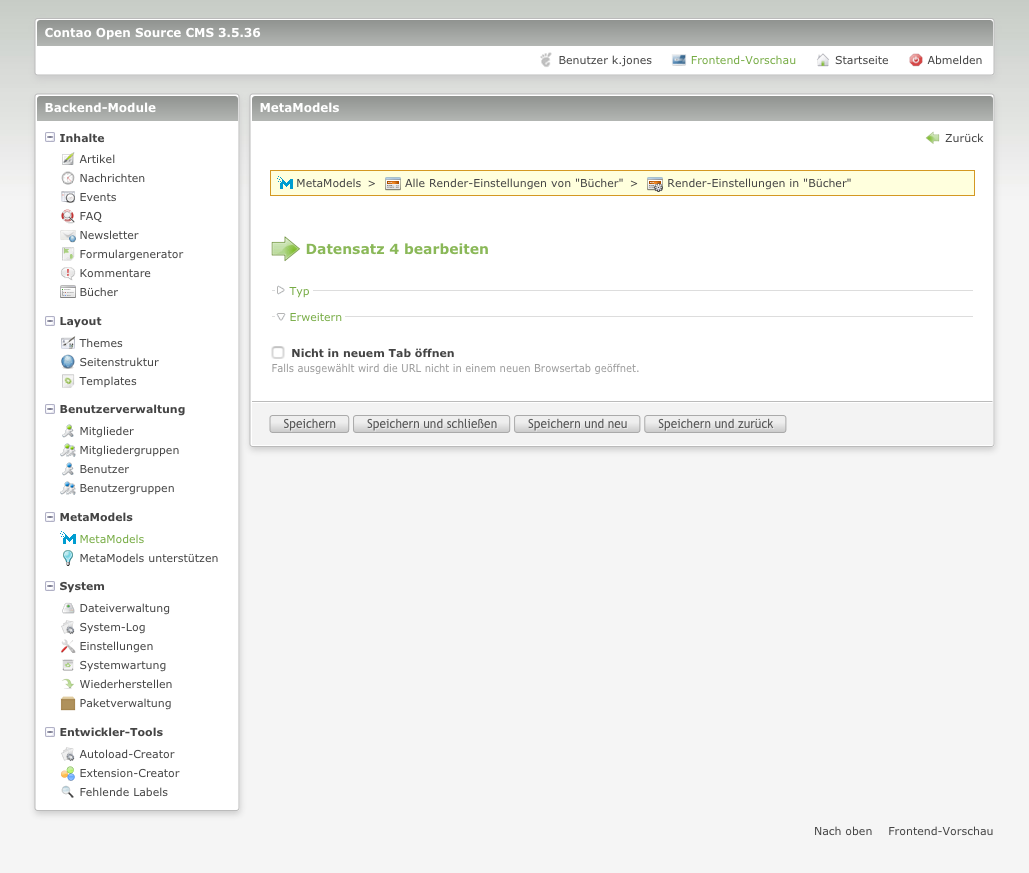 Contao Open Source CMS 3.5.36
Benutzer k.jones Frontend-Vorschau Startseite Abmelden
Backend-Module
Inhalte
Artikel
Nachrichten
Events
FAQ
Newsletter
Formulargenerator
Kommentare
Bücher
Layout
Themes
Seitenstruktur
Templates
Benutzerverwaltung
Mitglieder
Mitgliedergruppen
Benutzer
Benutzergruppen
MetaModels
MetaModels
MetaModels unterstützen
System
Dateiverwaltung
System-Log
Einstellungen
Systemwartung
Wiederherstellen
Paketverwaltung
Entwickler-Tools
Autoload-Creator
Extension-Creator
Fehlende Labels
MetaModels
Zurück
MetaModels > Alle Render-Einstellungen von "Bücher" > Render-Einstellungen in "Bücher"
Datensatz 4 bearbeiten
Typ
Erweitern
Nicht in neuem Tab öffnen
Falls ausgewählt wird die URL nicht in einem neuen Browsertab geöffnet.
Speichern Speichern und schließen Speichern und neu Speichern und zurück
Nach oben Frontend-Vorschau